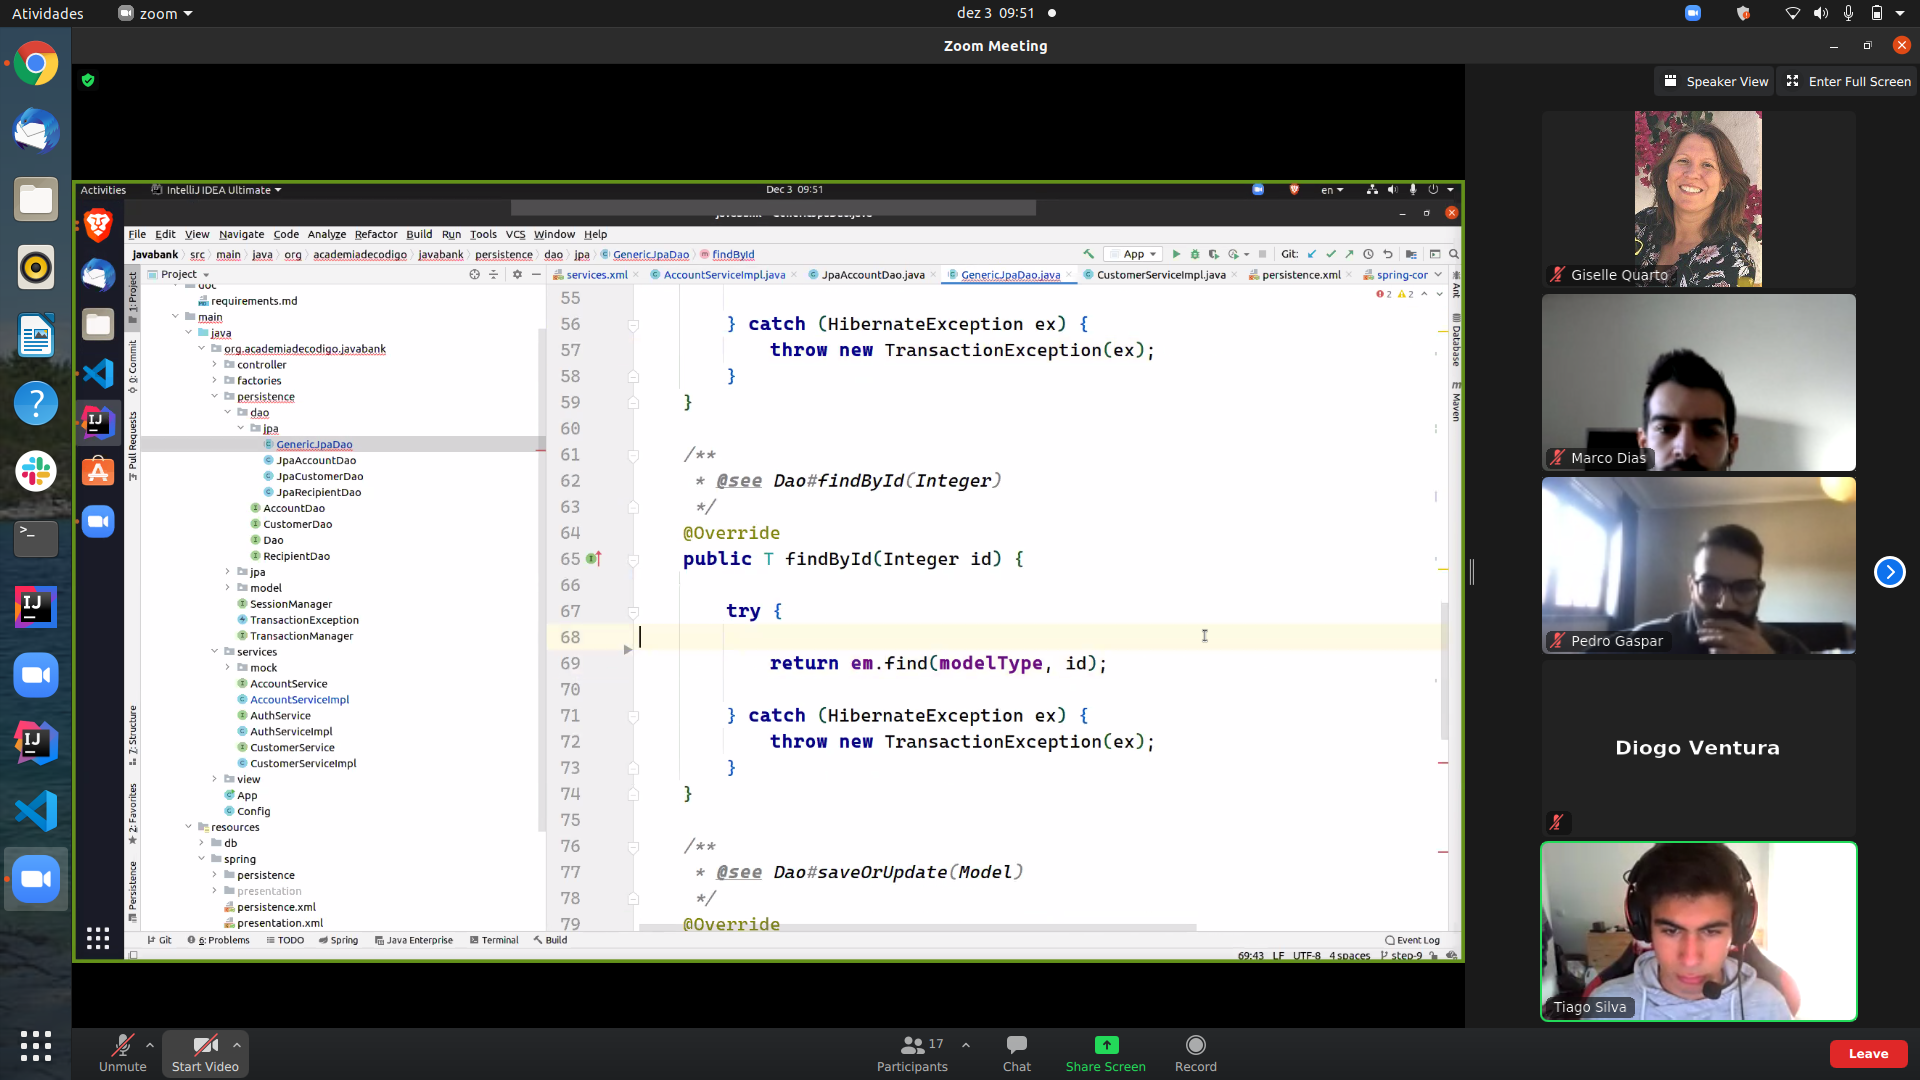 Atividades
zoom
dez 3 09:51
Zoom Meeting
Speaker View
Enter Full Screen
Activities
IntelliJ IDEA Ultimate
Dec 3 09:51
en
File Edit View Navigate Code Analyze Refactor Build Run Tools VCS Window Help
javabank src main java org academiadecodigo javabank persistence dao jpa GenericJpaDao findById
App
Git:
Project
services.xml
AccountServiceImpl.java
JpaAccountDao.java
GenericJpaDao.java
CustomerServiceImpl.java
persistence.xml
spring-cor
1: Project
0: Commit
Pull Requests
7: Structure
2: Favorites
Persistence
doc
requirements.md
main
java
org.academiadecodigo.javabank
controller
factories
persistence
dao
jpa
GenericJpaDao
JpaAccountDao
JpaCustomerDao
JpaRecipientDao
AccountDao
CustomerDao
Dao
RecipientDao
jpa
model
SessionManager
TransactionException
TransactionManager
services
mock
AccountService
AccountServiceImpl
AuthService
AuthServiceImpl
CustomerService
CustomerServiceImpl
view
App
Config
resources
db
spring
persistence
presentation
persistence.xml
presentation.xml
2 2
55
56 } catch (HibernateException ex) {
57 throw new TransactionException(ex);
58 }
59 }
60
61 /**
62 * @see Dao#findById(Integer)
63 */
64 @Override
65 public T findById(Integer id) {
66
67 try {
68
69 return em.find(modelType, id);
70
71 } catch (HibernateException ex) {
72 throw new TransactionException(ex);
73 }
74 }
75
76 /**
77 * @see Dao#saveOrUpdate(Model)
78 */
79 @Override
Ant
Database
Maven
Git
6: Problems
TODO
Spring
Java Enterprise
Terminal
Build
Event Log
69:43 LF UTF-8 4 spaces step-9
Giselle Quarto
Marco Dias
Pedro Gaspar
Diogo Ventura
Tiago Silva
Unmute
Start Video
17
Participants
Chat
Share Screen
Record
Leave